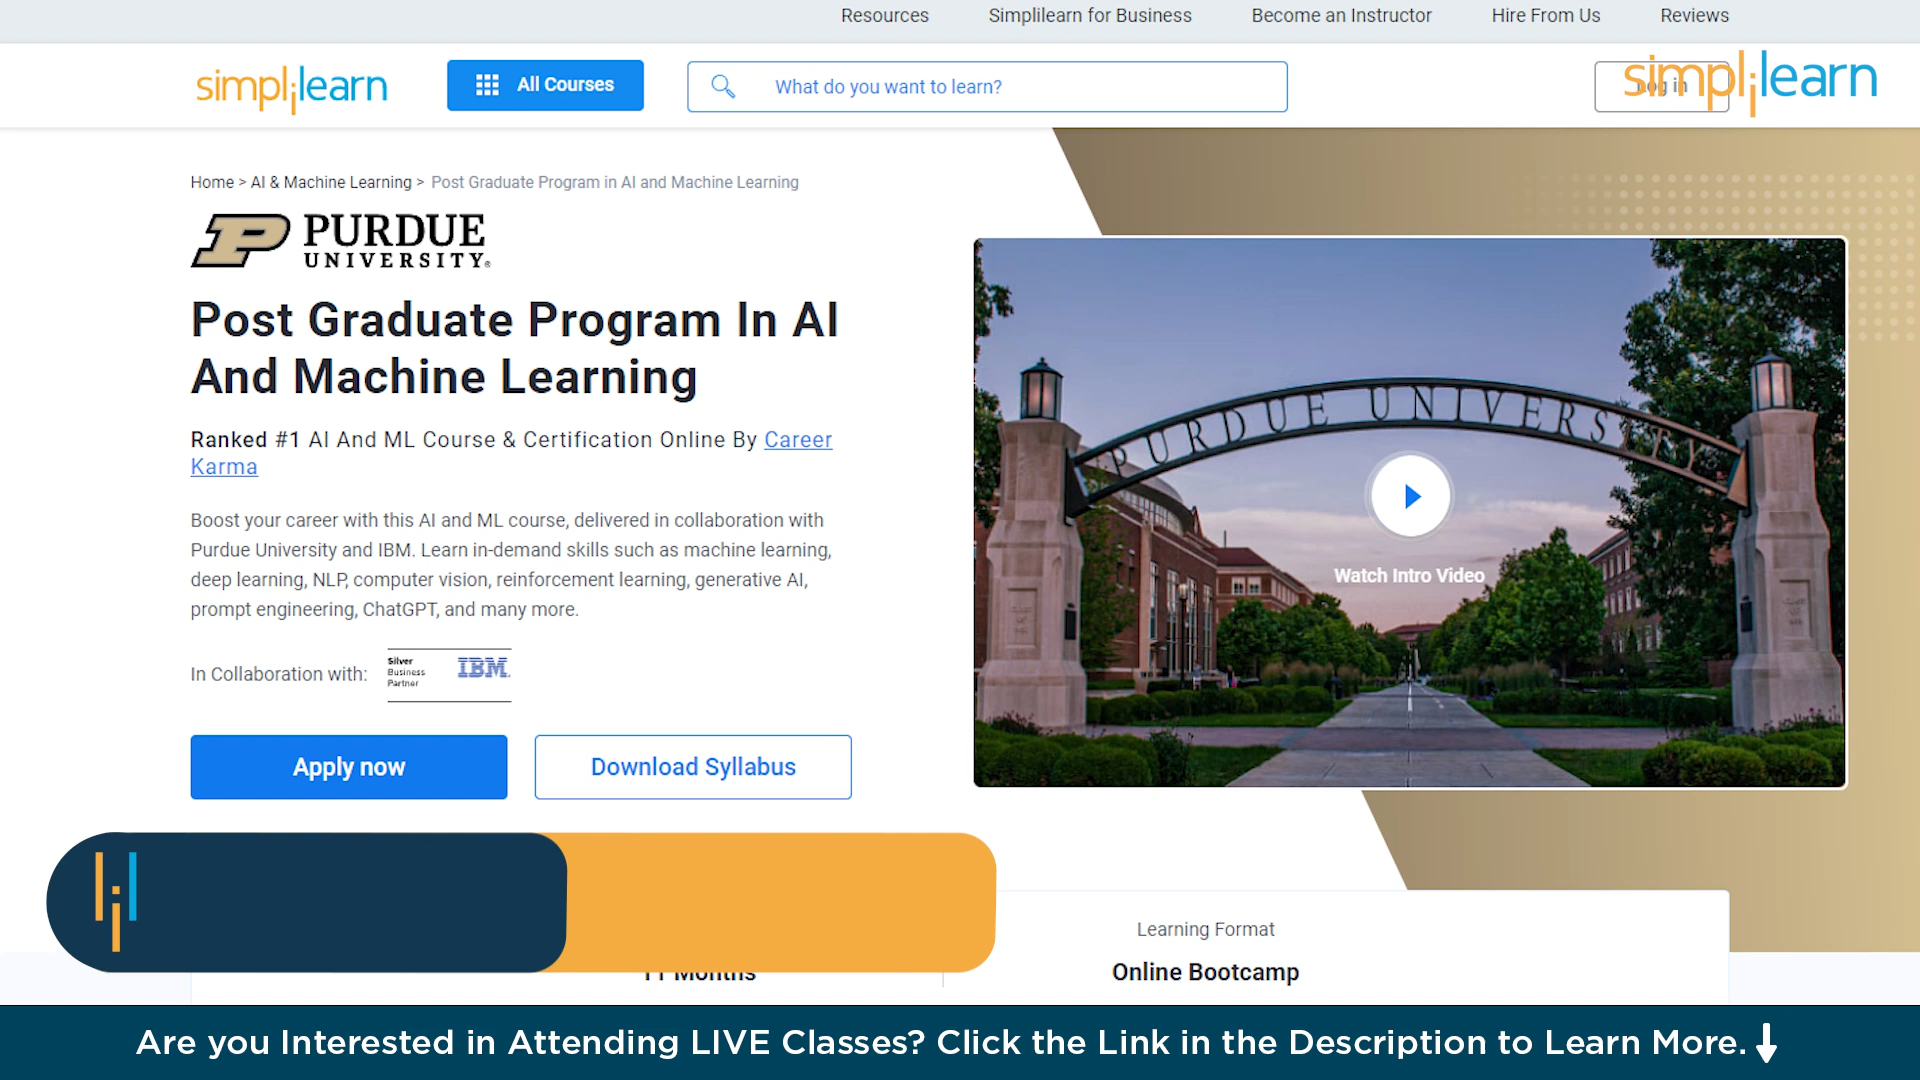 Resources Simplilearn for Business Become an Instructor Hire From Us Reviews
simplilearn All Courses What do you want to learn? Log in simplilearn
Home > AI & Machine Learning > Post Graduate Program in AI and Machine Learning
PURDUE
UNIVERSITY®
Post Graduate Program In AI
And Machine Learning
Ranked #1 AI And ML Course & Certification Online By Career
Karma
Boost your career with this AI and ML course, delivered in collaboration with
Purdue University and IBM. Learn in-demand skills such as machine learning,
deep learning, NLP, computer vision, reinforcement learning, generative AI,
prompt engineering, ChatGPT, and many more.
In Collaboration with:
Silver
Business
Partner
IBM
Apply now Download Syllabus
PURDUE UNIVERSITY
Watch Intro Video
11 Months
Learning Format
Online Bootcamp
Are you Interested in Attending LIVE Classes? Click the Link in the Description to Learn More.